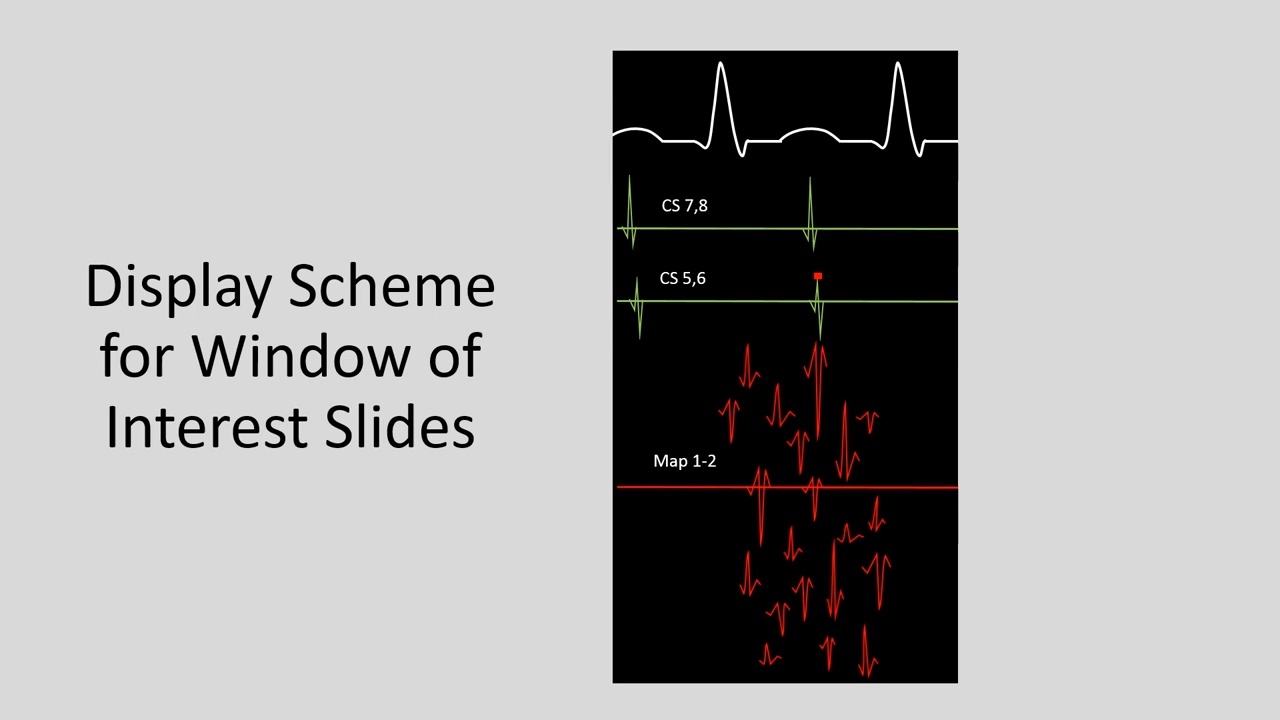 Display Scheme
for Window of
Interest Slides
CS 7,8
CS 5,6
Map 1-2